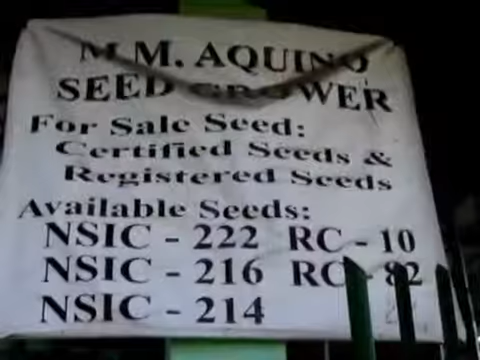 M.M. AQUINO
SEED GROWER
For Sale Seed:
Certified Seeds &
Registered Seeds
Available Seeds:
NSIC - 222 RC - 10
NSIC - 216 RC - 82
NSIC - 214